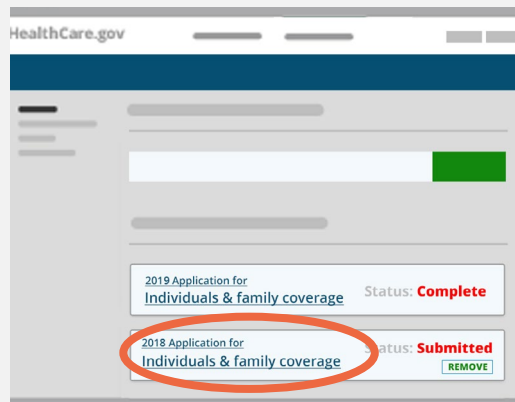 HealthCare.gov
2019 Application for
Individuals & family coverage
Status: Complete
2018 Application for
Individuals & family coverage
Status: Submitted
REMOVE